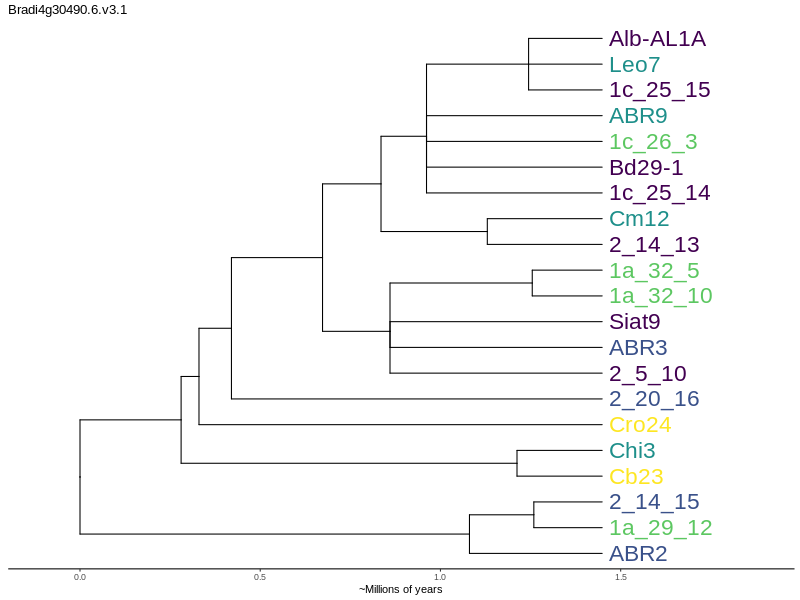 Bradi4g30490.6.v3.1
Alb-AL1A
Leo7
1c_25_15
ABR9
1c_26_3
Bd29-1
1c_25_14
Cm12
2_14_13
1a_32_5
1a_32_10
Siat9
ABR3
2_5_10
2_20_16
Cro24
Chi3
Cb23
2_14_15
1a_29_12
ABR2
0.0 0.5 1.0 1.5
~Millions of years